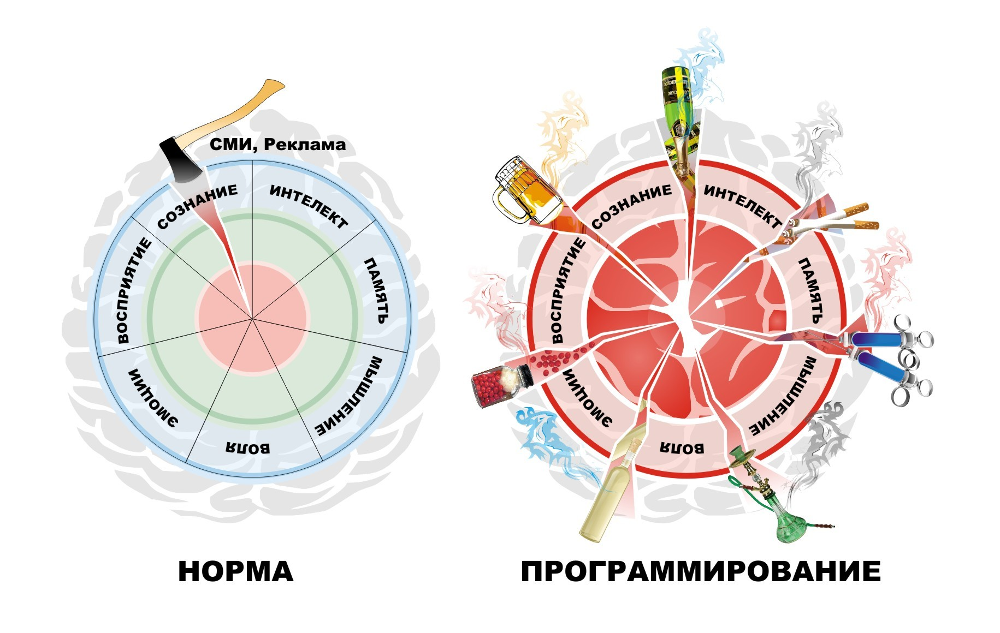 СМИ, Реклама
СОЗНАНИЕ
ИНТЕЛЕКТ
ПАМЯТЬ
МЫШЛЕНИЕ
ВОЛЯ
ЭМОЦИИ
ВОСПРИЯТИЕ
НОРМА
СОЗНАНИЕ
ИНТЕЛЕКТ
ПАМЯТЬ
МЫШЛЕНИЕ
ВОЛЯ
ЭМОЦИИ
ВОСПРИЯТИЕ
ПРОГРАММИРОВАНИЕ